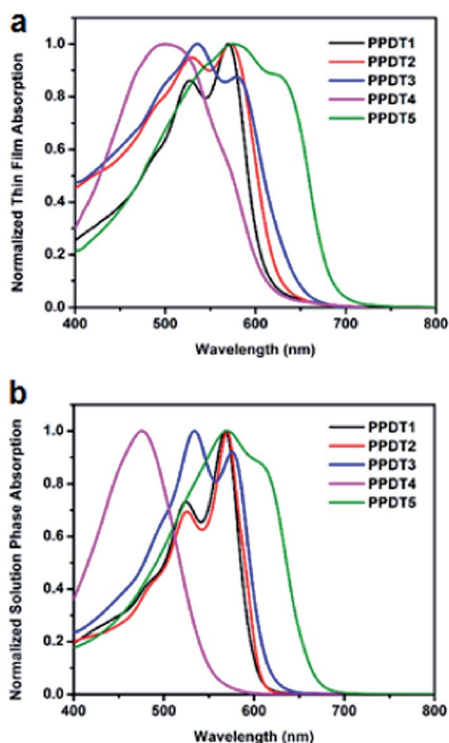 a
Normalized Thin Film Absorption
1.0
0.8
0.6
0.4
0.2
0.0
PPDT1
PPDT2
PPDT3
PPDT4
PPDT5
400 500 600 700 800
Wavelength (nm)
b
Normalized Solution Phase Absorption
1.0
0.8
0.6
0.4
0.2
0.0
PPDT1
PPDT2
PPDT3
PPDT4
PPDT5
400 500 600 700 800
Wavelength (nm)